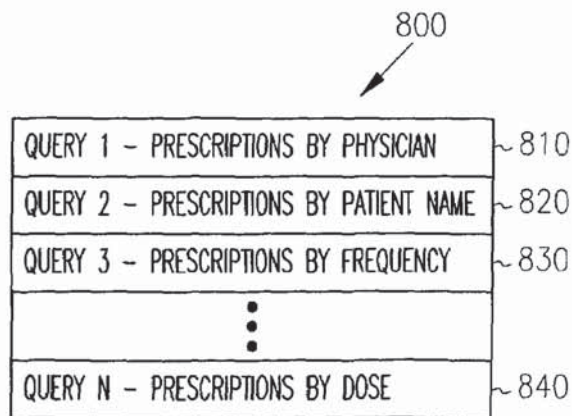 800
QUERY 1 - PRESCRIPTIONS BY PHYSICIAN 810
QUERY 2 - PRESCRIPTIONS BY PATIENT NAME 820
QUERY 3 - PRESCRIPTIONS BY FREQUENCY 830
QUERY N - PRESCRIPTIONS BY DOSE 840